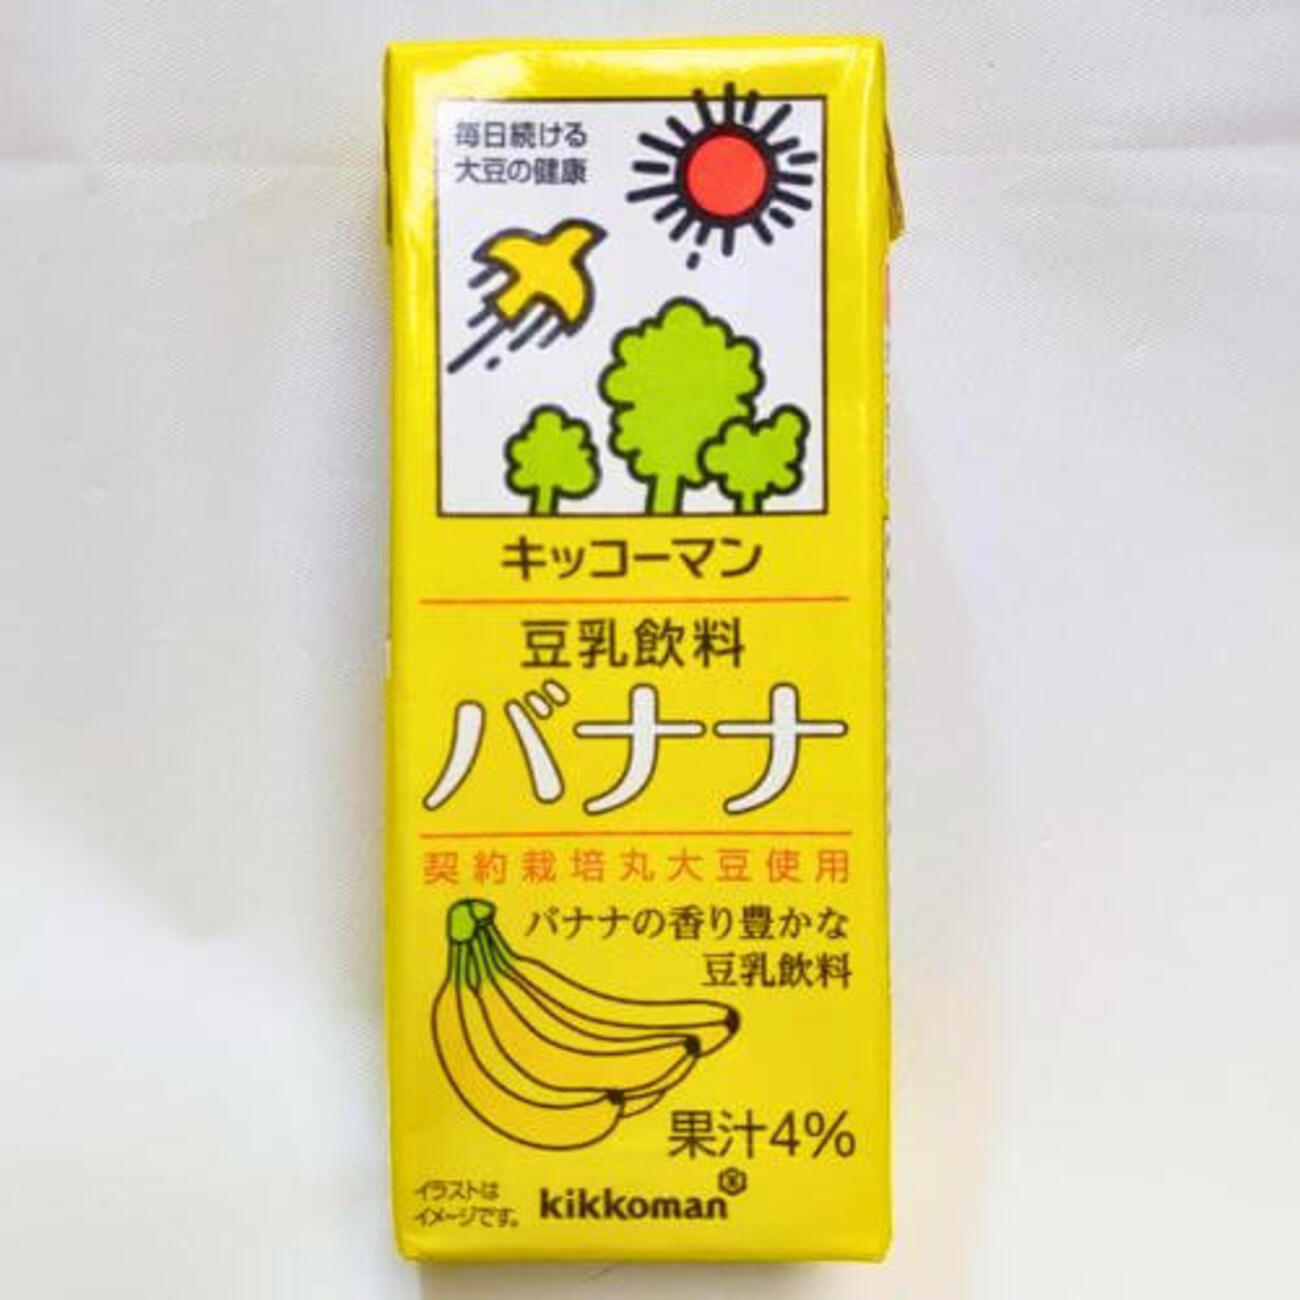 毎日続ける
大豆の健康
キッコーマン
豆乳飲料
バナナ
契約栽培丸大豆使用
バナナの香り豊かな
豆乳飲料
果汁4%
イラストは
イメージです。
kikkoman